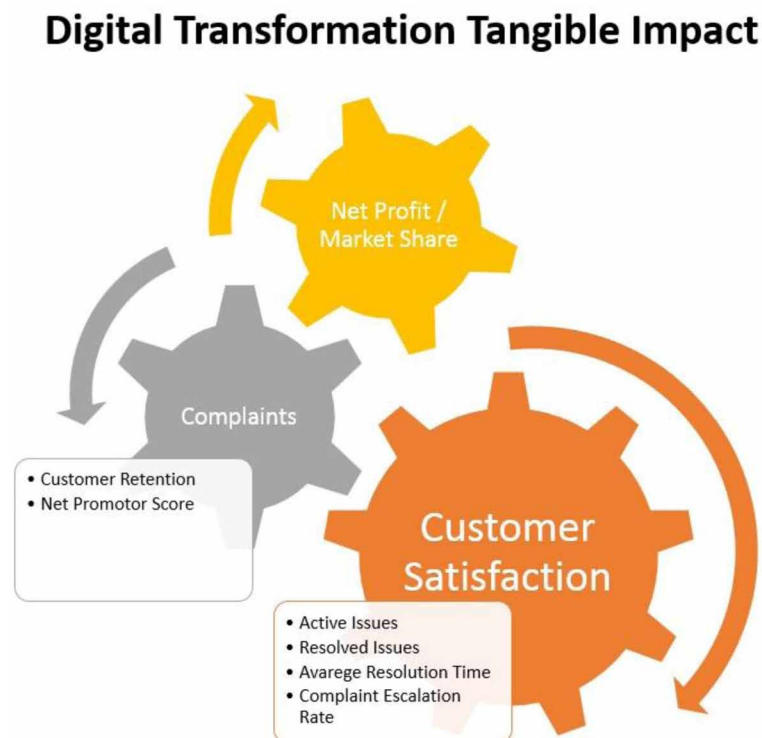 Digital Transformation Tangible Impact
Net Profit /
Market Share
Complaints
• Customer Retention
• Net Promotor Score
Customer
Satisfaction
• Active Issues
• Resolved Issues
• Avarege Resolution Time
• Complaint Escalation
Rate